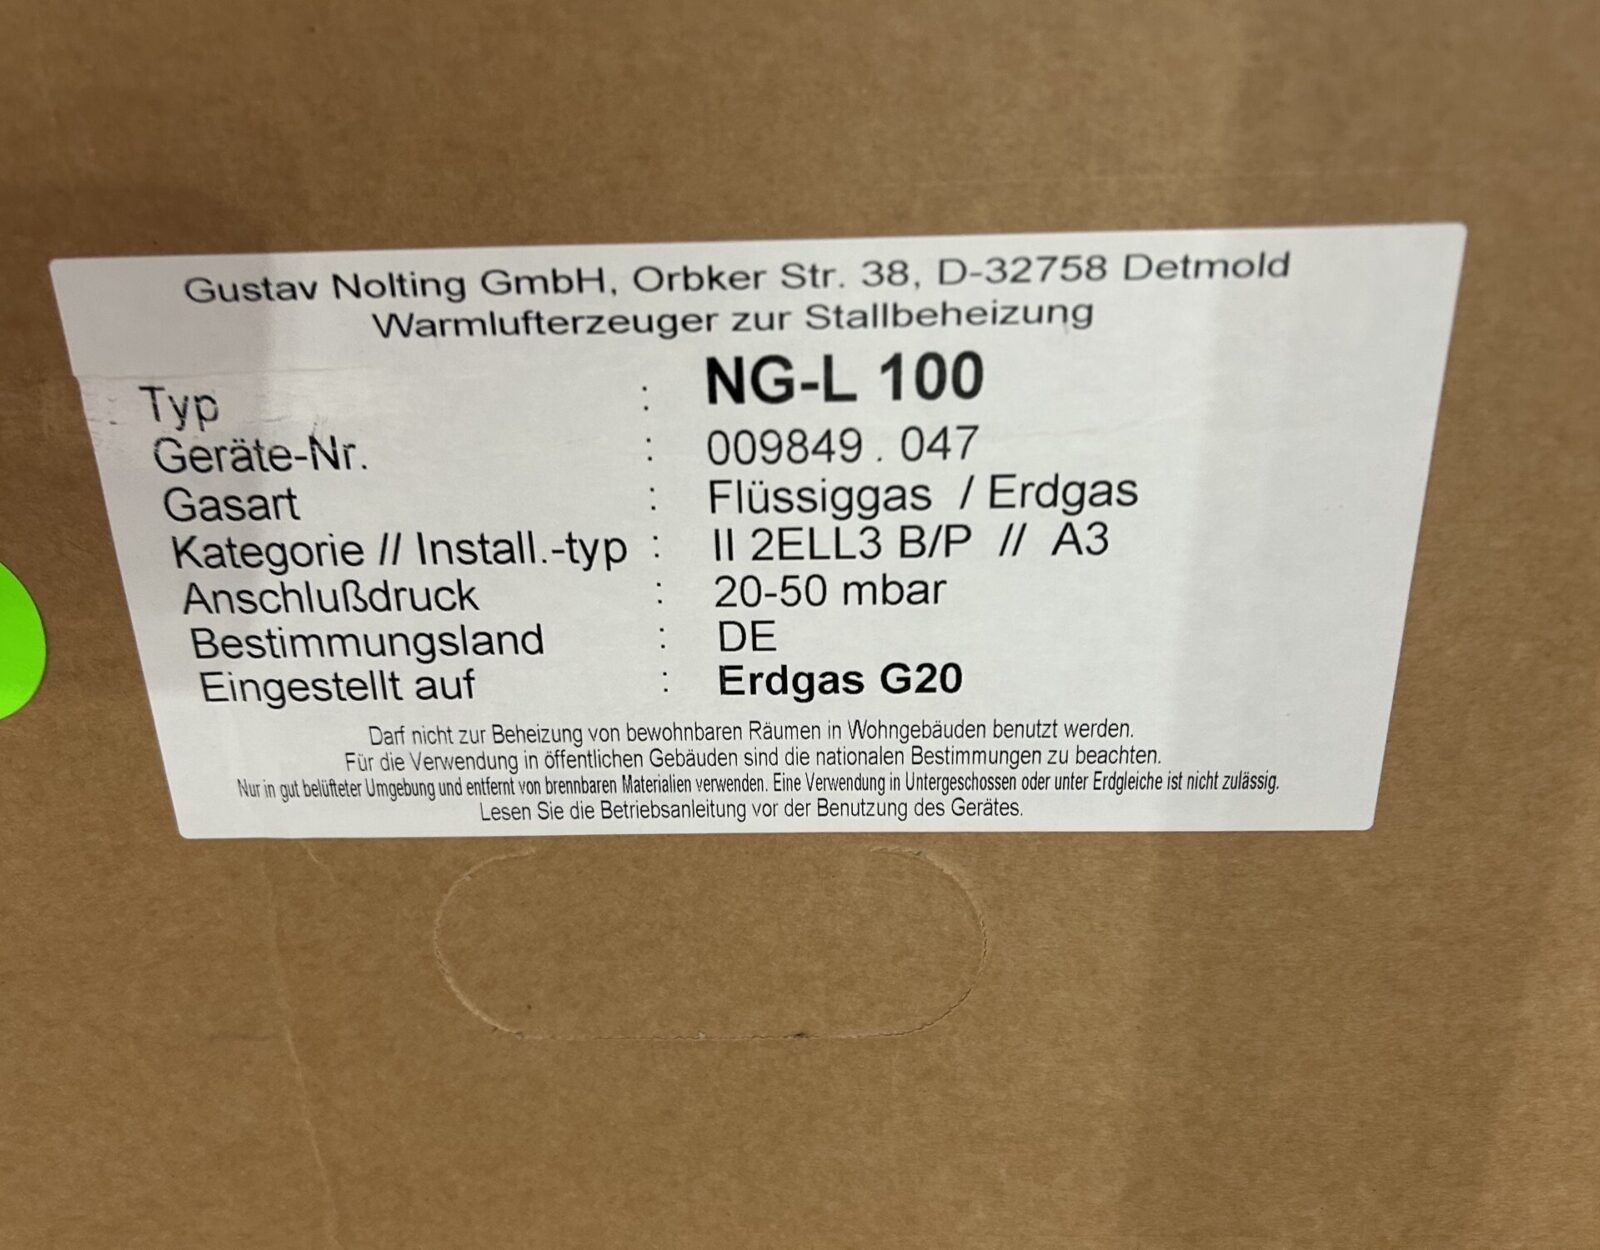 Gustav Nolting GmbH, Orbker Str. 38, D-32758 Detmold
Warmlufterzeuger zur Stallbeheizung
Typ : NG-L 100
Geräte-Nr. : 009849 . 047
Gasart : Flüssiggas / Erdgas
Kategorie // Install.-typ : II 2ELL3 B/P // A3
Anschlußdruck : 20-50 mbar
Bestimmungsland : DE
Eingestellt auf : Erdgas G20
Darf nicht zur Beheizung von bewohnbaren Räumen in Wohngebäuden benutzt werden.
Für die Verwendung in öffentlichen Gebäuden sind die nationalen Bestimmungen zu beachten.
Nur in gut belüfteter Umgebung und entfernt von brennbaren Materialien verwenden. Eine Verwendung in Untergeschossen oder unter Erdgleiche ist nicht zulässig.
Lesen Sie die Betriebsanleitung vor der Benutzung des Gerätes.